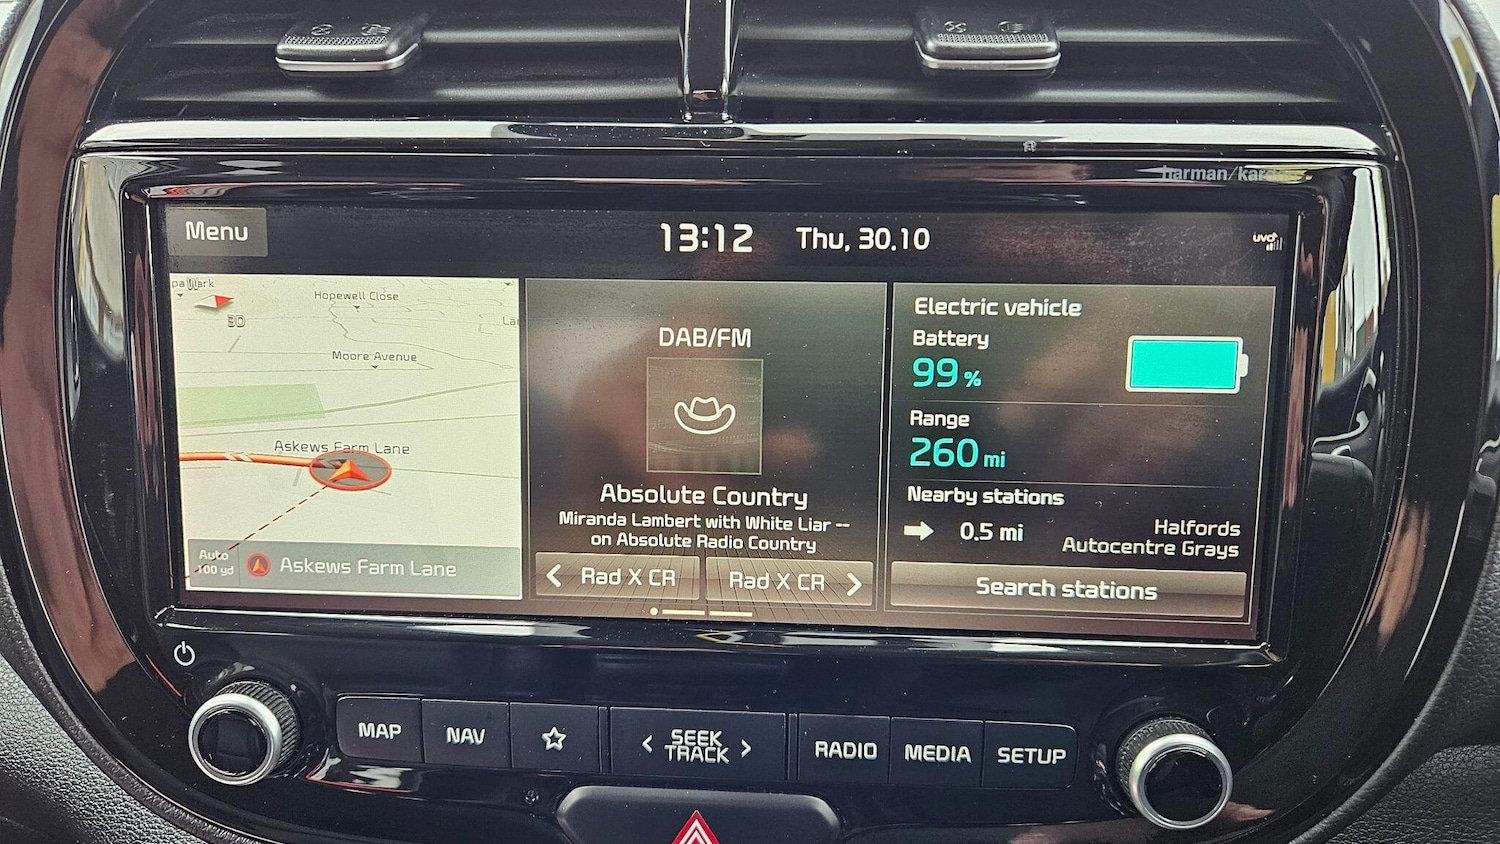 harman/kardon
Menu
13:12
Thu, 30.10
uvo
Hopewell Close
3D
Moore Avenue
Askews Farm Lane
Auto
100 yd
Askews Farm Lane
DAB/FM
Absolute Country
Miranda Lambert with White Liar --
on Absolute Radio Country
Rad X CR
Rad X CR
Electric vehicle
Battery
99 %
Range
260 mi
Nearby stations
0.5 mi
Halfords
Autocentre Grays
Search stations
MAP
NAV
SEEK
TRACK
RADIO
MEDIA
SETUP